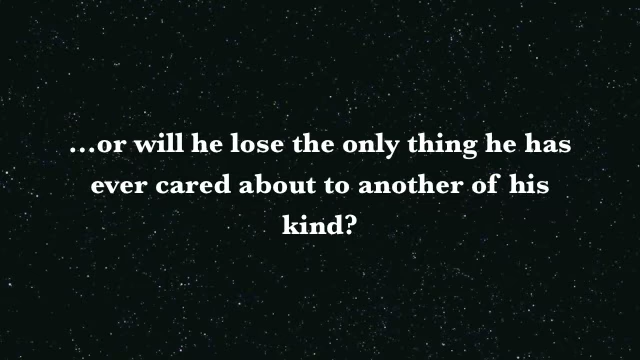 ...or will he lose the only thing he has
ever cared about to another of his
kind?